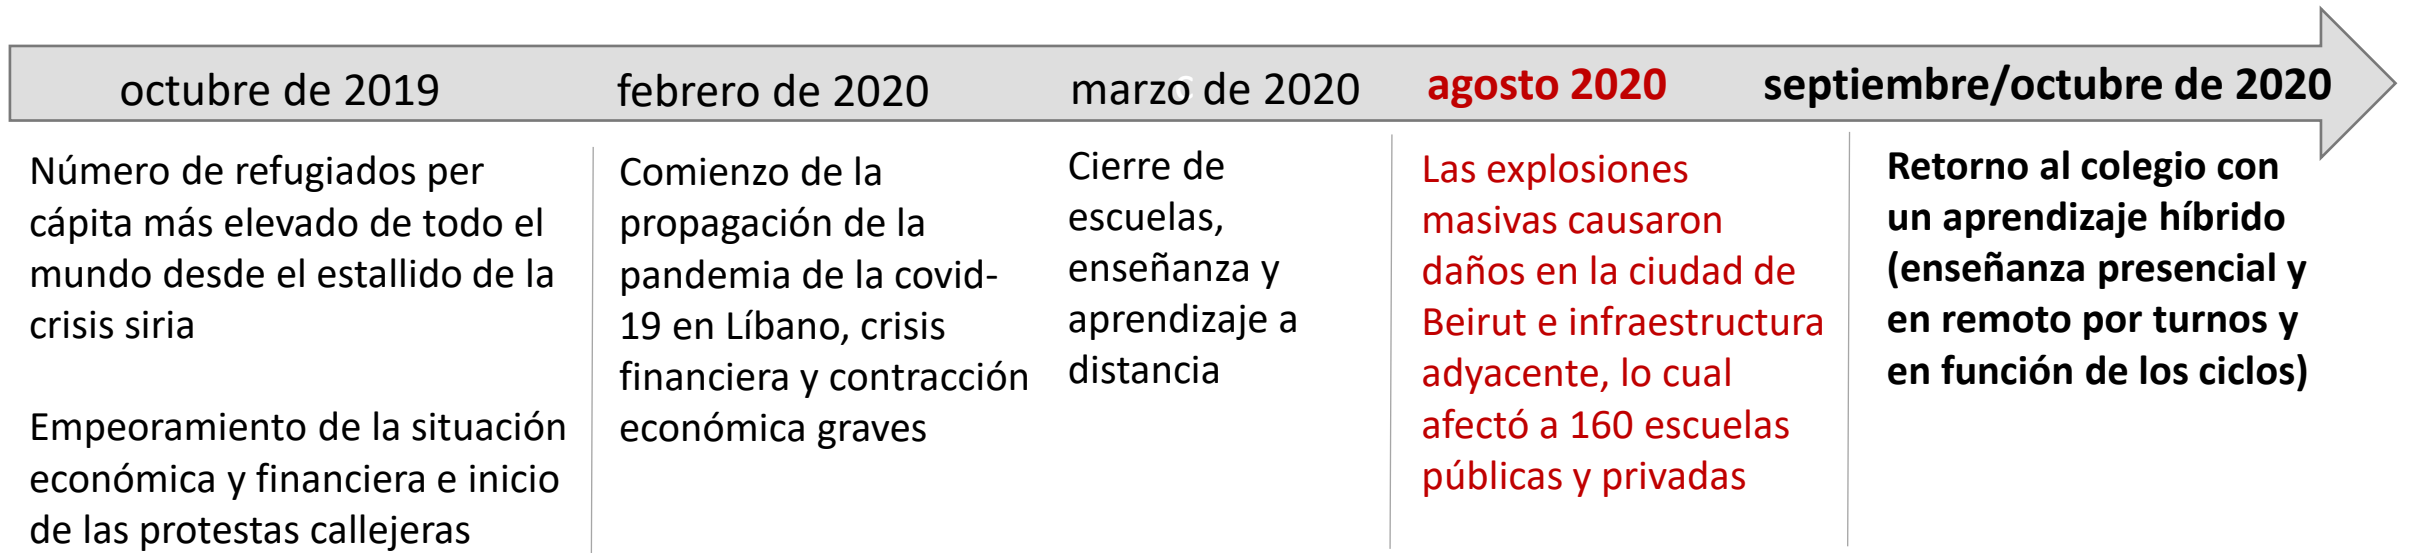 octubre de 2019
febrero de 2020
marzo de 2020
agosto 2020
septiembre/octubre de 2020
Número de refugiados per
cápita más elevado de todo el
mundo desde el estallido de la
crisis siria
Empeoramiento de la situación
económica y financiera e inicio
de las protestas callejeras
Comienzo de la
propagación de la
pandemia de la covid-
19 en Líbano, crisis
financiera y contracción
económica graves
Cierre de
escuelas,
enseñanza y
aprendizaje a
distancia
Las explosiones
masivas causaron
daños en la ciudad de
Beirut e infraestructura
adyacente, lo cual
afectó a 160 escuelas
públicas y privadas
Retorno al colegio con
un aprendizaje híbrido
(enseñanza presencial y
en remoto por turnos y
en función de los ciclos)